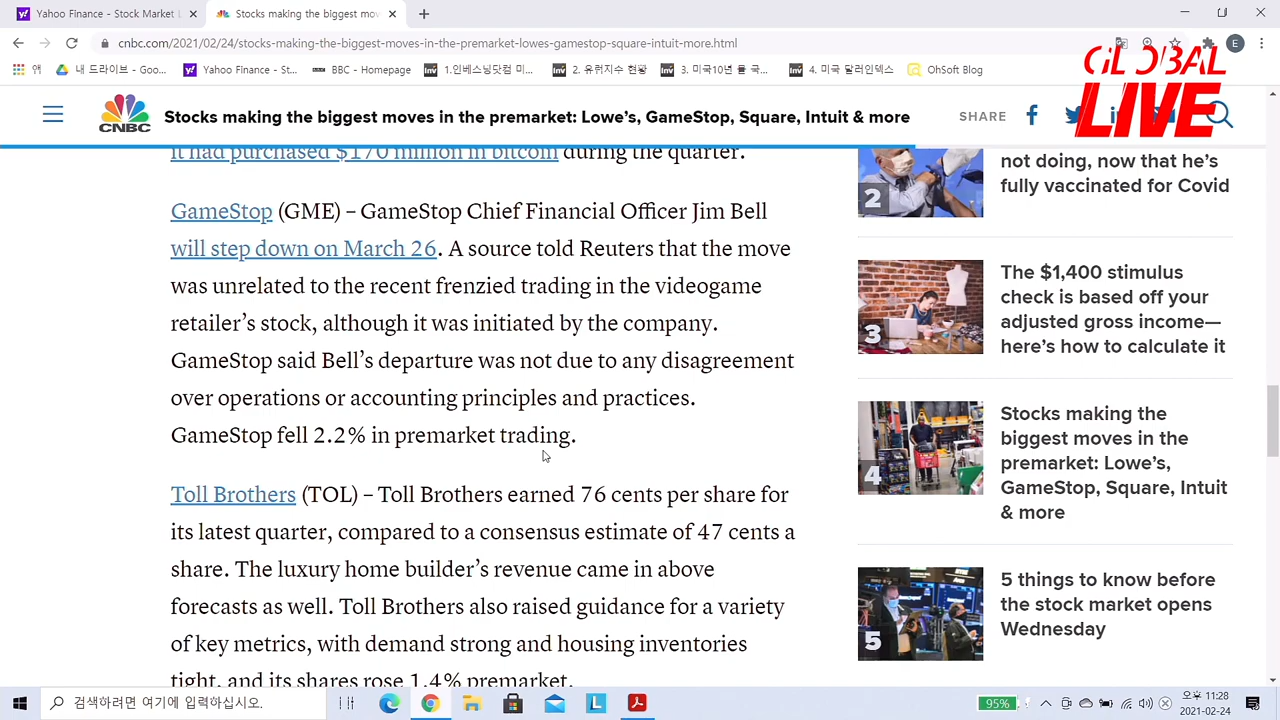 Yahoo Finance – Stock Market L
Stocks making the biggest mov
cnbc.com/2021/02/24/stocks-making-the-biggest-moves-in-the-premarket-lowes-gamestop-square-intuit-more.html
E
앱
내 드라이브 - Goo...
Yahoo Finance - St...
BBC - Homepage
1.인베스팅닷컴 미...
2. 유럽지수 현황
3. 미국10년 물 국...
4. 미국 달러인덱스
OhSoft Blog
GLOBAL
LIVE
CNBC
Stocks making the biggest moves in the premarket: Lowe's, GameStop, Square, Intuit & more
SHARE
it had purchased $170 million in bitcoin during the quarter.
GameStop (GME) – GameStop Chief Financial Officer Jim Bell
will step down on March 26. A source told Reuters that the move
was unrelated to the recent frenzied trading in the videogame
retailer's stock, although it was initiated by the company.
GameStop said Bell's departure was not due to any disagreement
over operations or accounting principles and practices.
GameStop fell 2.2% in premarket trading.
Toll Brothers (TOL) – Toll Brothers earned 76 cents per share for
its latest quarter, compared to a consensus estimate of 47 cents a
share. The luxury home builder's revenue came in above
forecasts as well. Toll Brothers also raised guidance for a variety
of key metrics, with demand strong and housing inventories
tight, and its shares rose 1.4% premarket.
2
not doing, now that he's
fully vaccinated for Covid
3
The $1,400 stimulus
check is based off your
adjusted gross income—
here's how to calculate it
4
Stocks making the
biggest moves in the
premarket: Lowe's,
GameStop, Square, Intuit
& more
5
5 things to know before
the stock market opens
Wednesday
검색하려면 여기에 입력하십시오.
95%
오후 11:28
2021-02-24